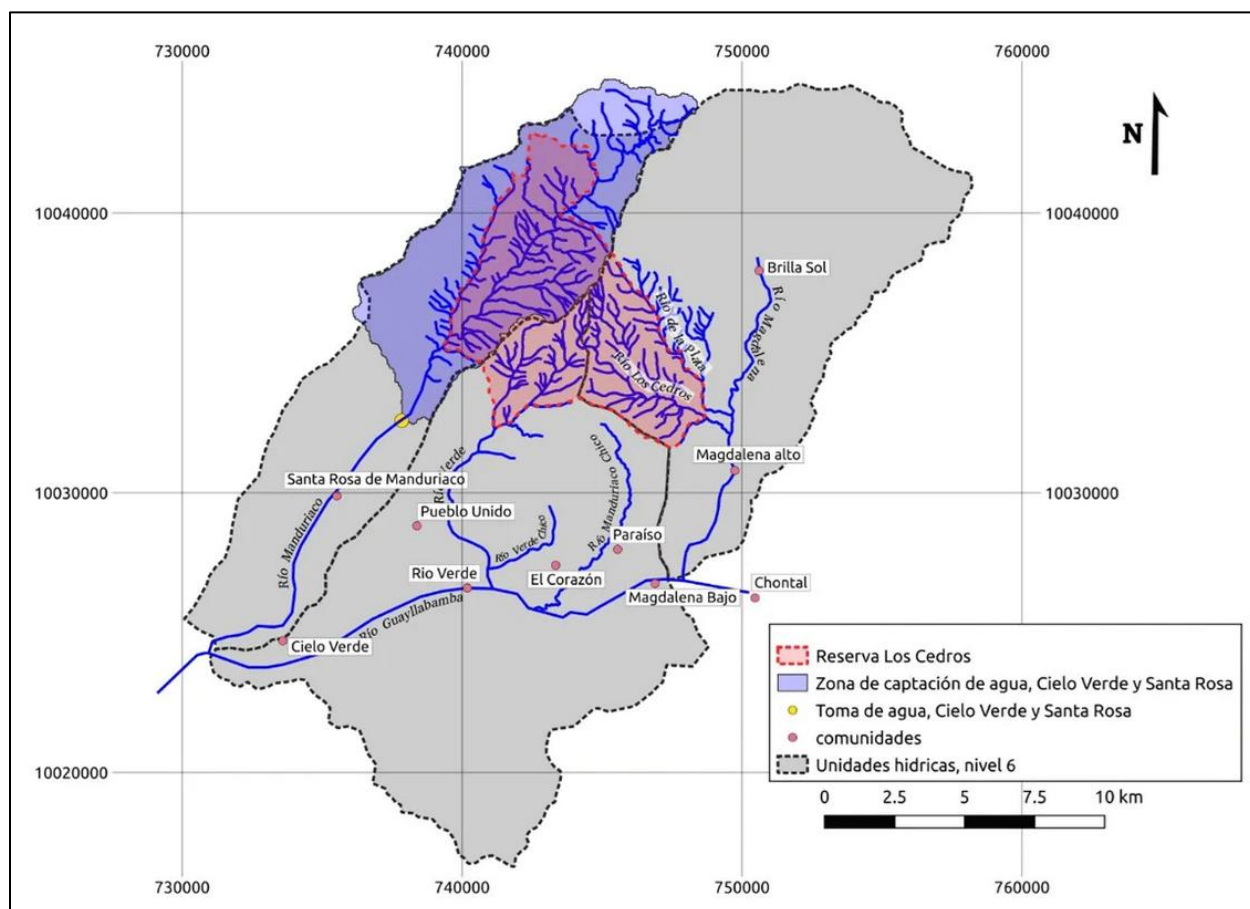 730000
740000
750000
760000
N
10040000
10040000
Brilla Sol
Río de la Plata
Río Magdalena
Río Los Cedros
Magdalena alto
Río Verde
Río Manduriaco Chico
Santa Rosa de Manduriaco
10030000
10030000
Pueblo Unido
Río Verde Chico
Paraíso
Río Manduriaco
Rio Verde
El Corazón
Magdalena Bajo
Chontal
Río Guayllabamba
Cielo Verde
Reserva Los Cedros
Zona de captación de agua, Cielo Verde y Santa Rosa
Toma de agua, Cielo Verde y Santa Rosa
comunidades
Unidades hidricas, nivel 6
10020000
0 2.5 5 7.5 10 km
730000
740000
750000
760000